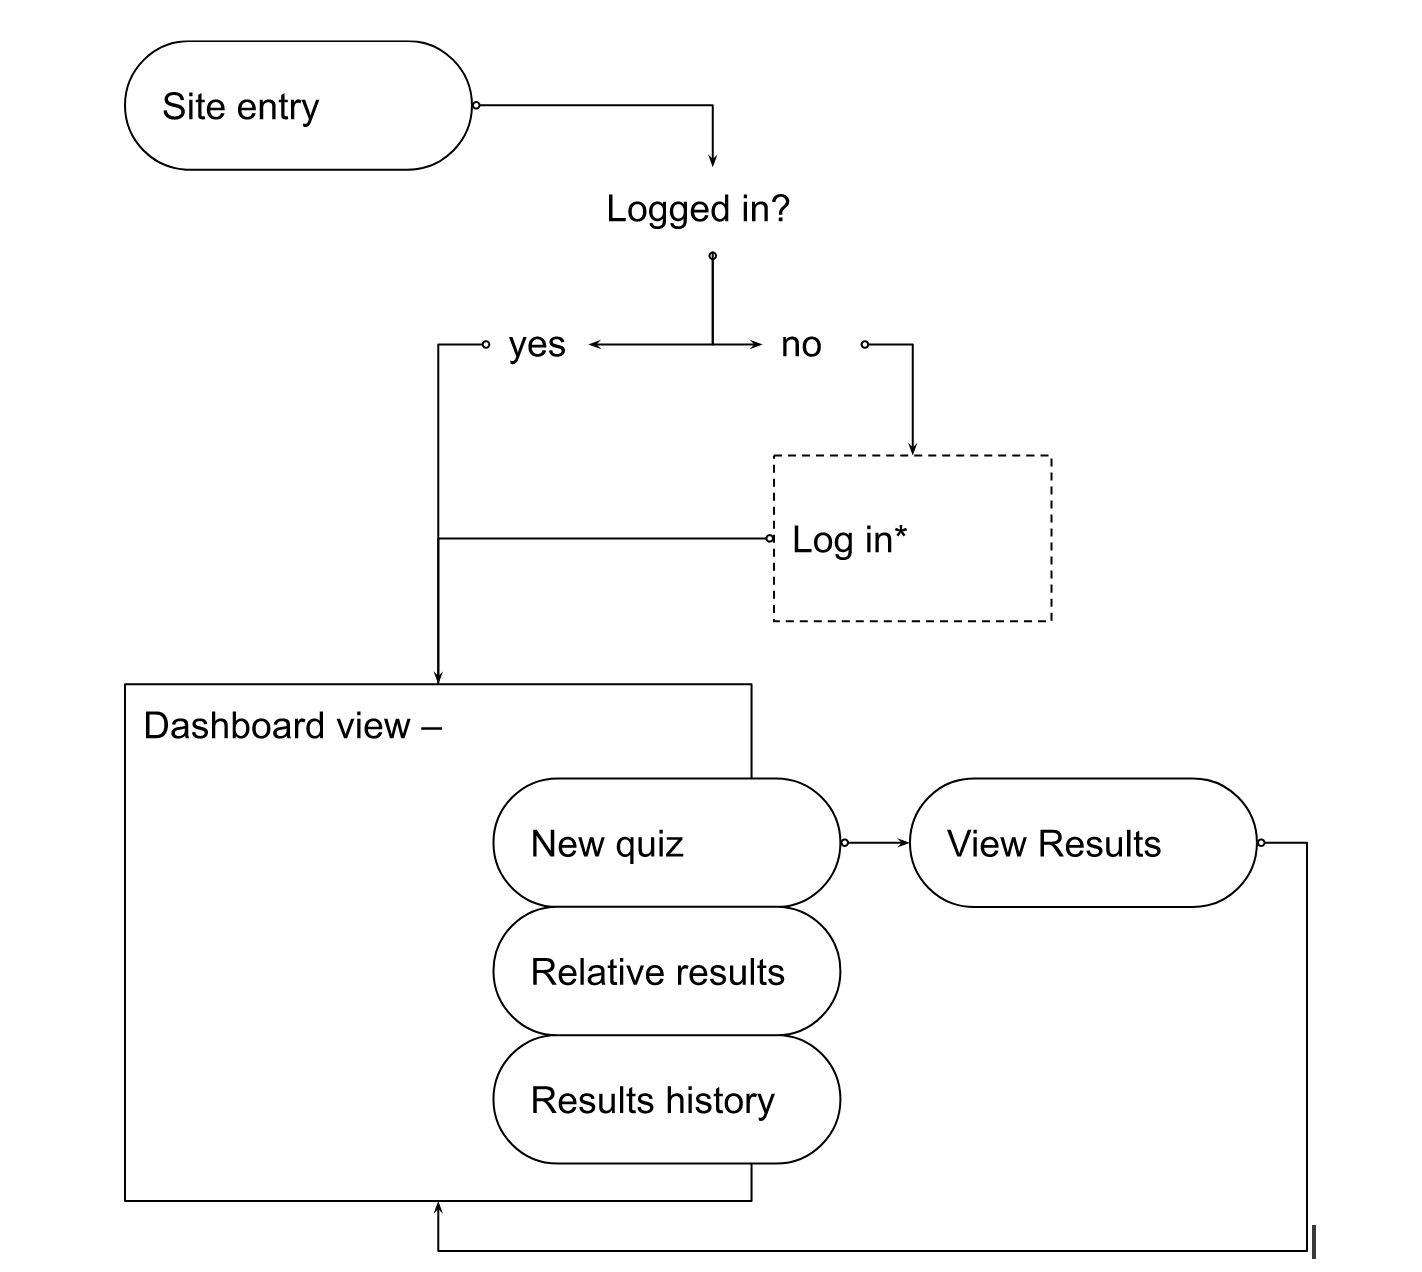 Site entry
Logged in?
yes
no
Log in*
Dashboard view –
New quiz
View Results
Relative results
Results history